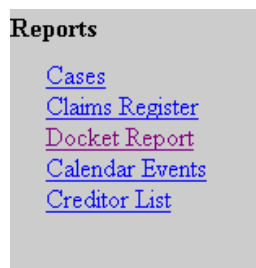 Reports
Cases
Claims Register
Docket Report
Calendar Events
Creditor List